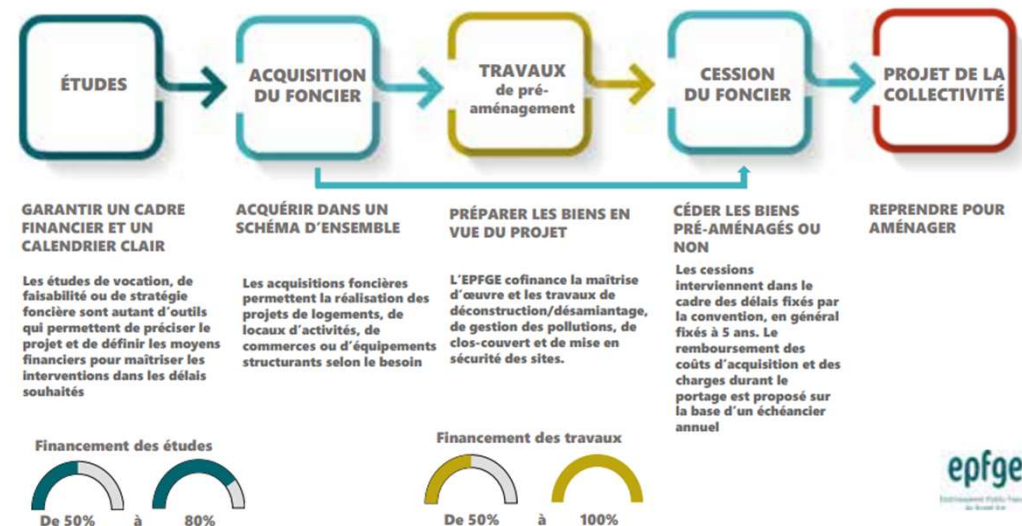 ÉTUDES
ACQUISITION
DU FONCIER
TRAVAUX
de pré-
aménagement
CESSION
DU FONCIER
PROJET DE LA
COLLECTIVITÉ
GARANTIR UN CADRE
FINANCIER ET UN
CALENDRIER CLAIR
Les études de vocation, de
faisabilité ou de stratégie
foncière sont autant d’outils
qui permettent de préciser le
projet et de définir les moyens
financiers pour maîtriser les
interventions dans les délais
souhaités
ACQUÉRIR DANS UN
SCHÉMA D’ENSEMBLE
Les acquisitions foncières
permettent la réalisation des
projets de logements, de
locaux d’activités, de
commerces ou d’équipements
structurants selon le besoin
PRÉPARER LES BIENS EN
VUE DU PROJET
L’EPFGE cofinance la maîtrise
d’œuvre et les travaux de
déconstruction/désamiantage,
de gestion des pollutions, de
clos-couvert et de mise en
sécurité des sites.
CÉDER LES BIENS
PRÉ-AMÉNAGÉS OU
NON
Les cessions
interviennent dans le
cadre des délais fixés par
la convention, en général
fixés à 5 ans. Le
remboursement des
coûts d’acquisition et des
charges durant le
portage est proposé sur
la base d’un échéancier
annuel
REPRENDRE POUR
AMÉNAGER
Financement des études
De 50% à 80%
Financement des travaux
De 50% à 100%
epfge